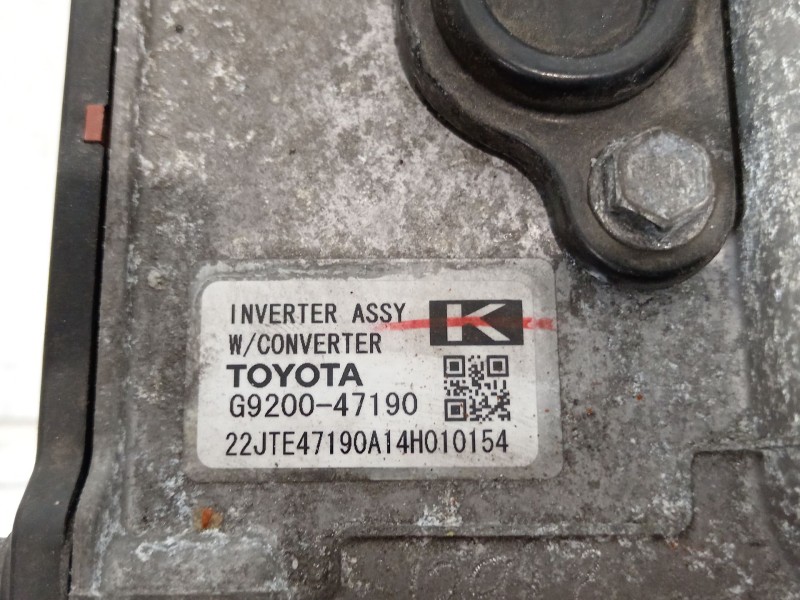 INVERTER ASSY K
W/CONVERTER
TOYOTA
G9200-47190
22JTE47190A14H010154